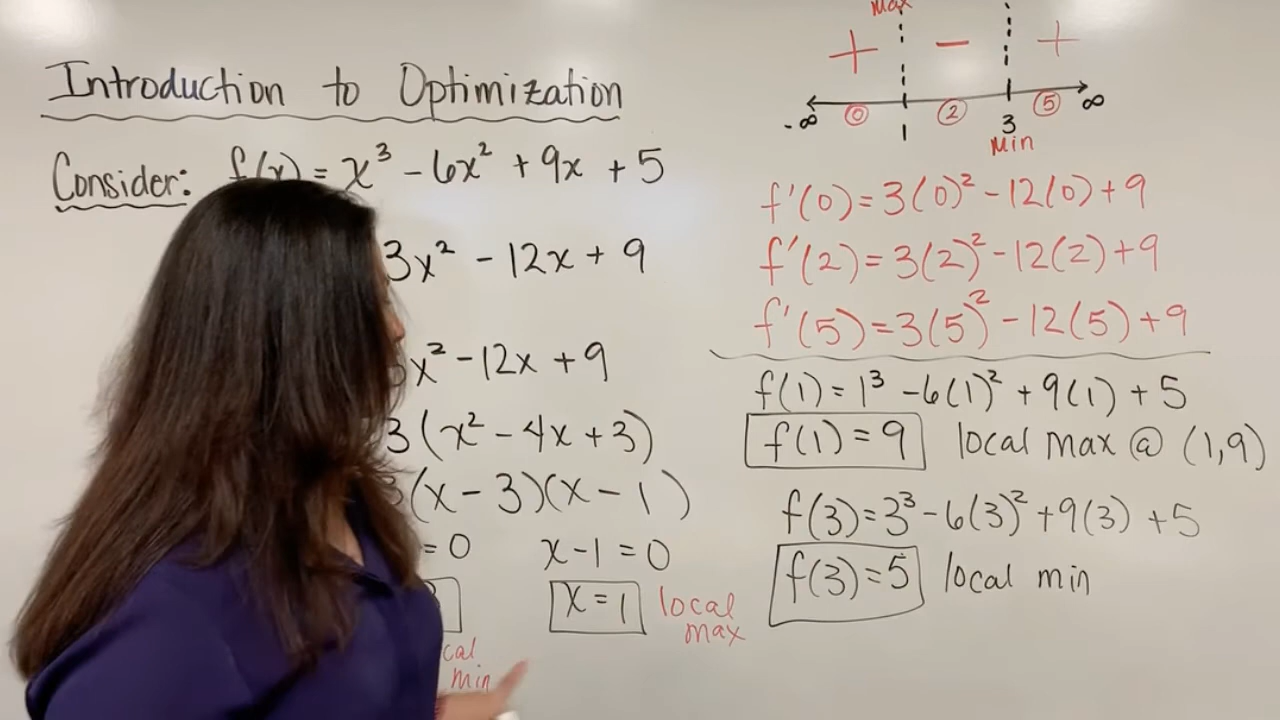 Introduction to Optimization
Consider: f(x) = x³ - 6x² + 9x + 5
3x² - 12x + 9
x² - 12x + 9
3(x² - 4x + 3)
(x - 3)(x - 1)
= 0 x - 1 = 0
x = 1 local max
cal min
Max
+ - +
-∞ 0 2 5 ∞
1 3
Min
f'(0) = 3(0)² - 12(0) + 9
f'(2) = 3(2)² - 12(2) + 9
f'(5) = 3(5)² - 12(5) + 9
f(1) = 1³ - 6(1)² + 9(1) + 5
f(1) = 9 local max @ (1,9)
f(3) = 3³ - 6(3)² + 9(3) + 5
f(3) = 5 local min